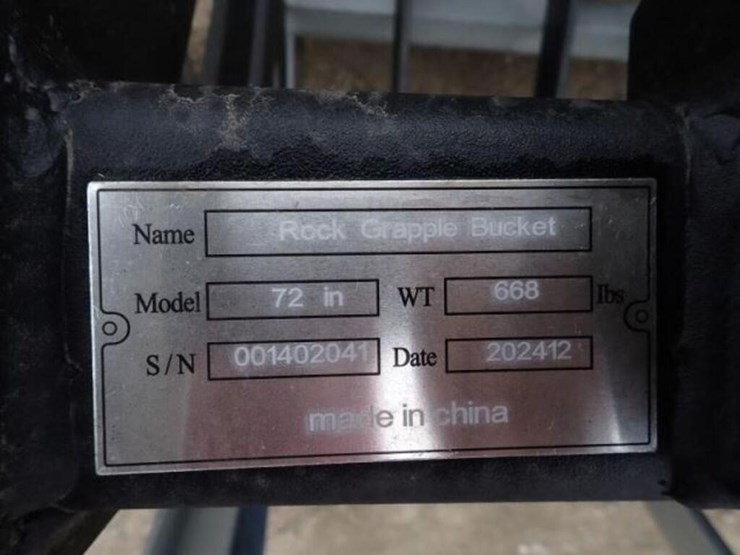 Name Rock Grapple Bucket
Model 72 in WT 668 lbs
S/N 001402041 Date 202412
made in china